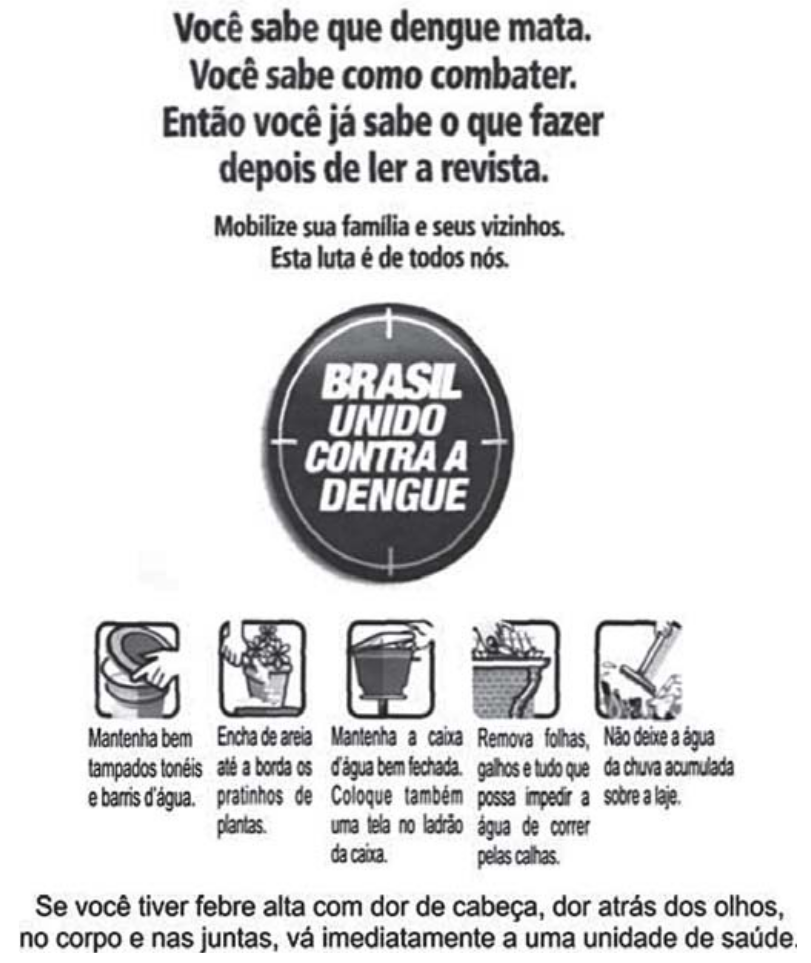 Você sabe que dengue mata.
Você sabe como combater.
Então você já sabe o que fazer
depois de ler a revista.
Mobilize sua família e seus vizinhos.
Esta luta é de todos nós.
BRASIL
UNIDO
CONTRA A
DENGUE
Mantenha bem
tampados tonéis
e barris d'água.
Encha de areia
até a borda os
pratinhos de
plantas.
Mantenha a caixa
d'água bem fechada.
Coloque também
uma tela no ladrão
da caixa.
Remova folhas,
galhos e tudo que
possa impedir a
água de correr
pelas calhas.
Não deixe a água
da chuva acumulada
sobre a laje.
Se você tiver febre alta com dor de cabeça, dor atrás dos olhos,
no corpo e nas juntas, vá imediatamente a uma unidade de saúde.